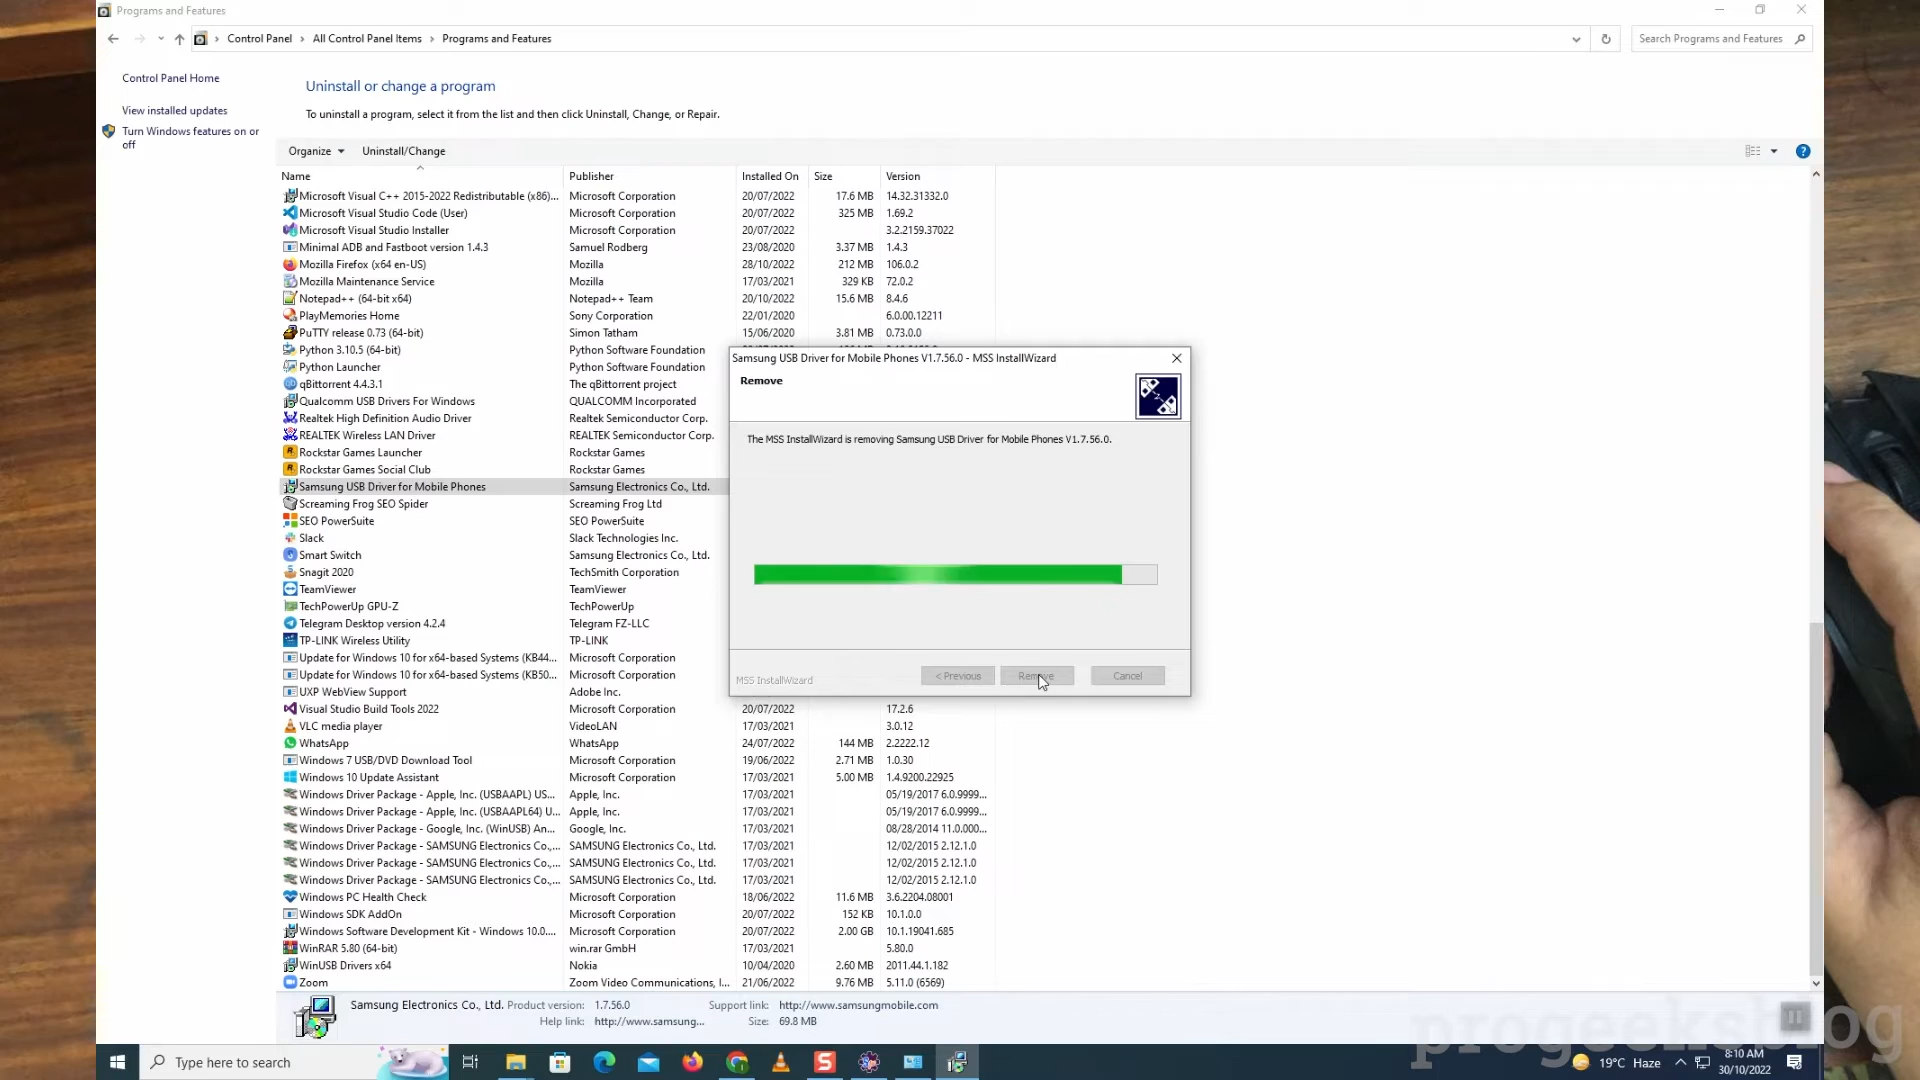 Programs and Features
Control Panel > All Control Panel Items > Programs and Features
Search Programs and Features
Control Panel Home
View installed updates
Turn Windows features on or
off
Uninstall or change a program
To uninstall a program, select it from the list and then click Uninstall, Change, or Repair.
Organize Uninstall/Change
Name Publisher Installed On Size Version
Microsoft Visual C++ 2015-2022 Redistributable (x86)... Microsoft Corporation 20/07/2022 17.6 MB 14.32.31332.0
Microsoft Visual Studio Code (User) Microsoft Corporation 20/07/2022 325 MB 1.69.2
Microsoft Visual Studio Installer Microsoft Corporation 20/07/2022 3.2.2159.37022
Minimal ADB and Fastboot version 1.4.3 Samuel Rodberg 23/08/2020 3.37 MB 1.4.3
Mozilla Firefox (x64 en-US) Mozilla 28/10/2022 212 MB 106.0.2
Mozilla Maintenance Service Mozilla 17/03/2021 329 KB 72.0.2
Notepad++ (64-bit x64) Notepad++ Team 20/10/2022 15.6 MB 8.4.6
PlayMemories Home Sony Corporation 22/01/2020 6.0.00.12211
PuTTY release 0.73 (64-bit) Simon Tatham 15/06/2020 3.81 MB 0.73.0.0
Python 3.10.5 (64-bit) Python Software Foundation
Python Launcher Python Software Foundation
qBittorrent 4.4.3.1 The qBittorrent project
Qualcomm USB Drivers For Windows QUALCOMM Incorporated
Realtek High Definition Audio Driver Realtek Semiconductor Corp.
REALTEK Wireless LAN Driver REALTEK Semiconductor Corp.
Rockstar Games Launcher Rockstar Games
Rockstar Games Social Club Rockstar Games
Samsung USB Driver for Mobile Phones Samsung Electronics Co., Ltd.
Screaming Frog SEO Spider Screaming Frog Ltd
SEO PowerSuite SEO PowerSuite
Slack Slack Technologies Inc.
Smart Switch Samsung Electronics Co., Ltd.
Snagit 2020 TechSmith Corporation
TeamViewer TeamViewer
TechPowerUp GPU-Z TechPowerUp
Telegram Desktop version 4.2.4 Telegram FZ-LLC
TP-LINK Wireless Utility TP-LINK
Update for Windows 10 for x64-based Systems (KB44... Microsoft Corporation
Update for Windows 10 for x64-based Systems (KB50... Microsoft Corporation
UXP WebView Support Adobe Inc.
Visual Studio Build Tools 2022 Microsoft Corporation 20/07/2022 17.2.6
VLC media player VideoLAN 17/03/2021 3.0.12
WhatsApp WhatsApp 24/07/2022 144 MB 2.2222.12
Windows 7 USB/DVD Download Tool Microsoft Corporation 19/06/2022 2.71 MB 1.0.30
Windows 10 Update Assistant Microsoft Corporation 17/03/2021 5.00 MB 1.4.9200.22925
Windows Driver Package - Apple, Inc. (USBAAPL) US... Apple, Inc. 17/03/2021 05/19/2017 6.0.9999...
Windows Driver Package - Apple, Inc. (USBAAPL64) U... Apple, Inc. 17/03/2021 05/19/2017 6.0.9999...
Windows Driver Package - Google, Inc. (WinUSB) An... Google, Inc. 17/03/2021 08/28/2014 11.0.000...
Windows Driver Package - SAMSUNG Electronics Co.,... SAMSUNG Electronics Co., Ltd. 17/03/2021 12/02/2015 2.12.1.0
Windows Driver Package - SAMSUNG Electronics Co.,... SAMSUNG Electronics Co., Ltd. 17/03/2021 12/02/2015 2.12.1.0
Windows Driver Package - SAMSUNG Electronics Co.,... SAMSUNG Electronics Co., Ltd. 17/03/2021 12/02/2015 2.12.1.0
Windows PC Health Check Microsoft Corporation 18/06/2022 11.6 MB 3.6.2204.08001
Windows SDK AddOn Microsoft Corporation 20/07/2022 152 KB 10.1.0.0
Windows Software Development Kit - Windows 10.0.... Microsoft Corporation 20/07/2022 2.00 GB 10.1.19041.685
WinRAR 5.80 (64-bit) win.rar GmbH 17/03/2021 5.80.0
WinUSB Drivers x64 Nokia 10/04/2020 2.60 MB 2011.44.1.182
Zoom Zoom Video Communications, I... 21/06/2022 9.76 MB 5.11.0 (6569)
Samsung USB Driver for Mobile Phones V1.7.56.0 - MSS InstallWizard
Remove
The MSS InstallWizard is removing Samsung USB Driver for Mobile Phones V1.7.56.0.
MSS InstallWizard
< Previous Remove Cancel
Samsung Electronics Co., Ltd. Product version: 1.7.56.0 Support link: http://www.samsungmobile.com
Help link: http://www.samsung... Size: 69.8 MB
progeeksblog
Type here to search
19°C Haze
8:10 AM
30/10/2022